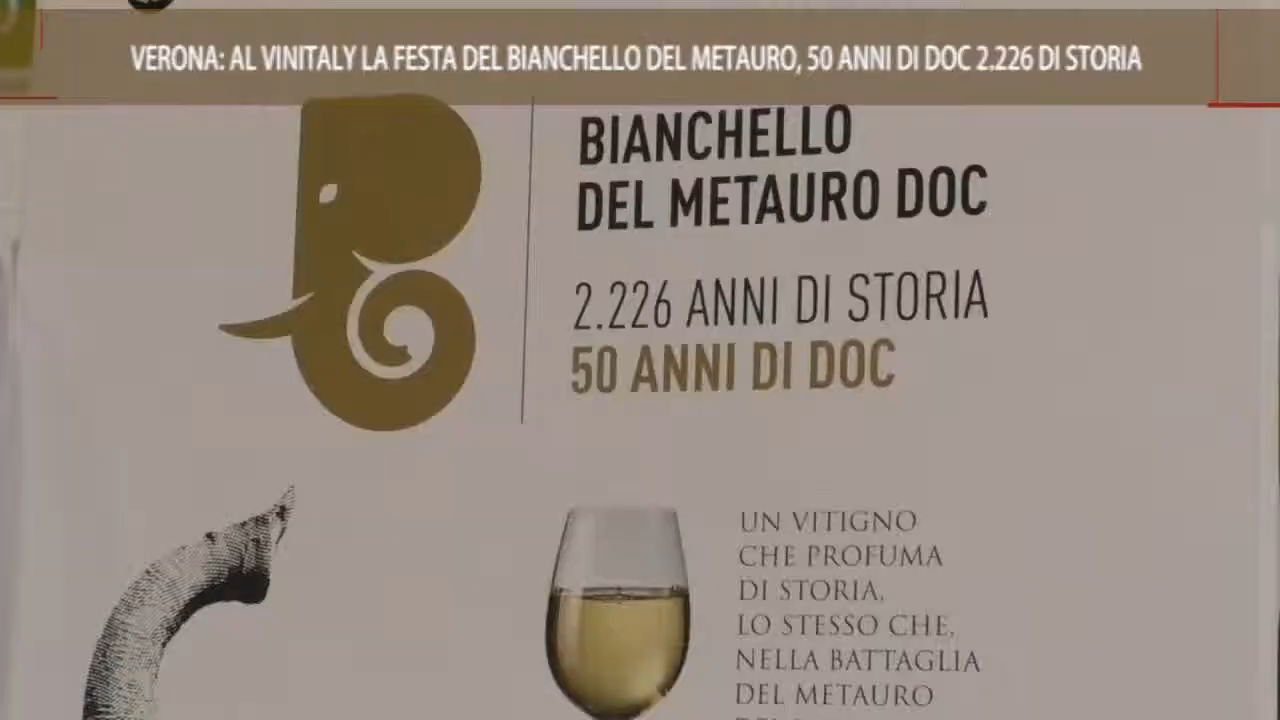 VERONA: AL VINITALY LA FESTA DEL BIANCHELLO DEL METAURO, 50 ANNI DI DOC 2.226 DI STORIA
BIANCHELLO
DEL METAURO DOC
2.226 ANNI DI STORIA
50 ANNI DI DOC
UN VITIGNO
CHE PROFUMA
DI STORIA,
LO STESSO CHE,
NELLA BATTAGLIA
DEL METAURO